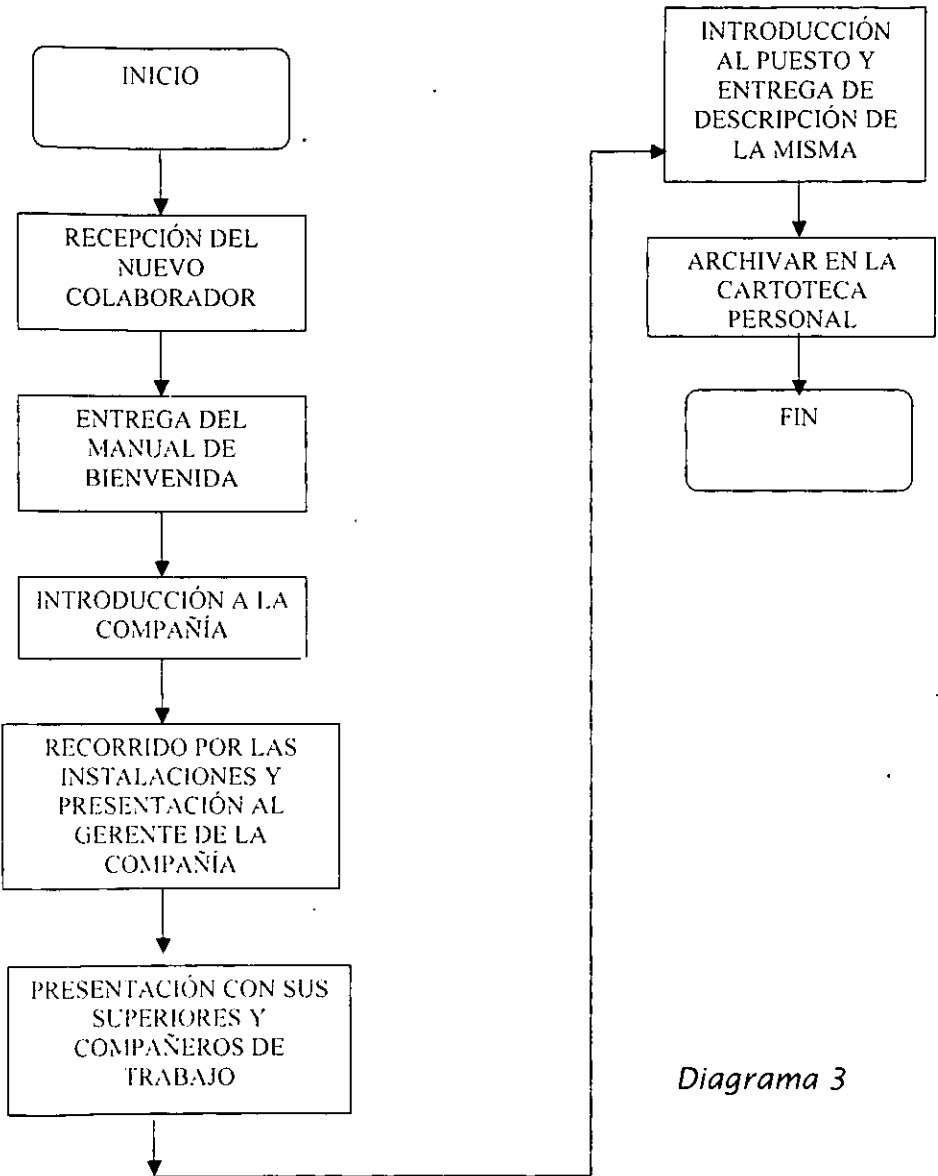 INICIO
RECEPCIÓN DEL
NUEVO
COLABORADOR
ENTREGA DEL
MANUAL DE
BIENVENIDA
INTRODUCCIÓN A LA
COMPAÑÍA
RECORRIDO POR LAS
INSTALACIONES Y
PRESENTACIÓN AL
GERENTE DE LA
COMPAÑÍA
PRESENTACIÓN CON SUS
SUPERIORES Y
COMPAÑEROS DE
TRABAJO
INTRODUCCIÓN
AL PUESTO Y
ENTREGA DE
DESCRIPCIÓN DE
LA MISMA
ARCHIVAR EN LA
CARTOTECA
PERSONAL
FIN
Diagrama 3